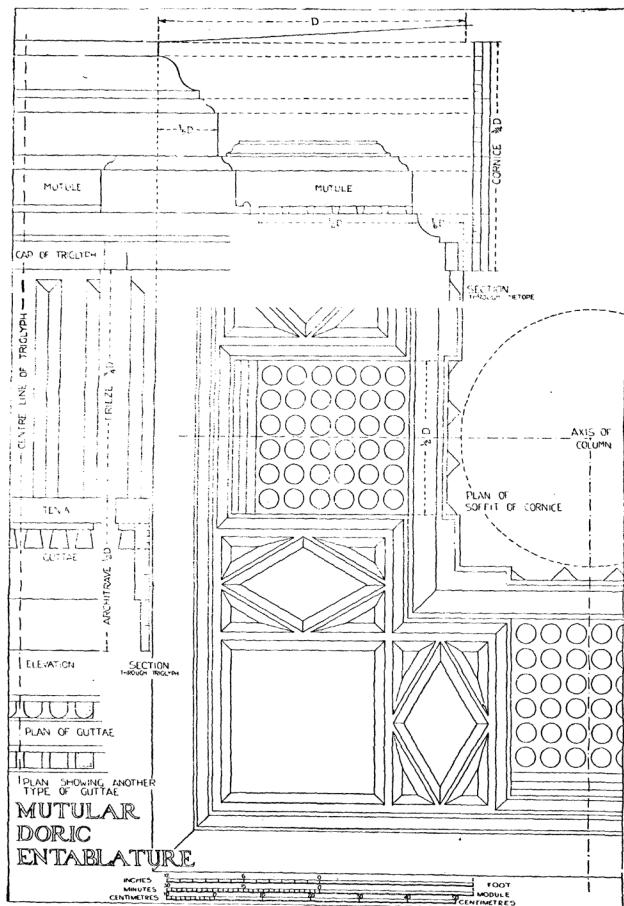 D
⅙D
MUTULE
MUTULE
½D
⅙D
CORNICE ¾D
CAP OF TRIGLYPH
SECTION
THROUGH METOPE
CENTRE LINE OF TRIGLYPH
FRIEZE ¾D
½D
AXIS OF
COLUMN
PLAN OF
SOFFIT OF CORNICE
TENIA
GUTTAE
ARCHITRAVE ½D
ELEVATION
SECTION
THROUGH TRIGLYPH
PLAN OF GUTTAE
PLAN SHOWING ANOTHER
TYPE OF GUTTAE
MUTULAR
DORIC
ENTABLATURE
INCHES
FOOT
MINUTES
MODULE
CENTIMETRES
CENTIMETRES